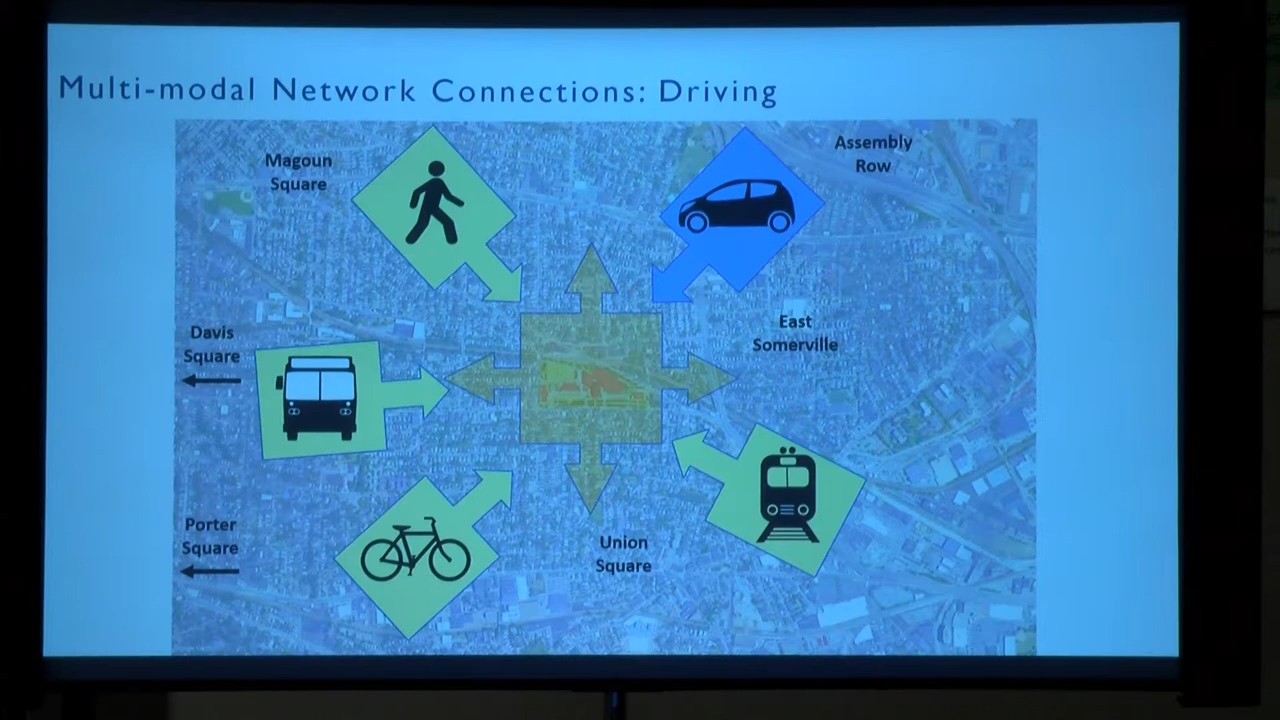 Multi-modal Network Connections: Driving
Magoun
Square
Assembly
Row
Davis
Square
East
Somerville
Porter
Square
Union
Square